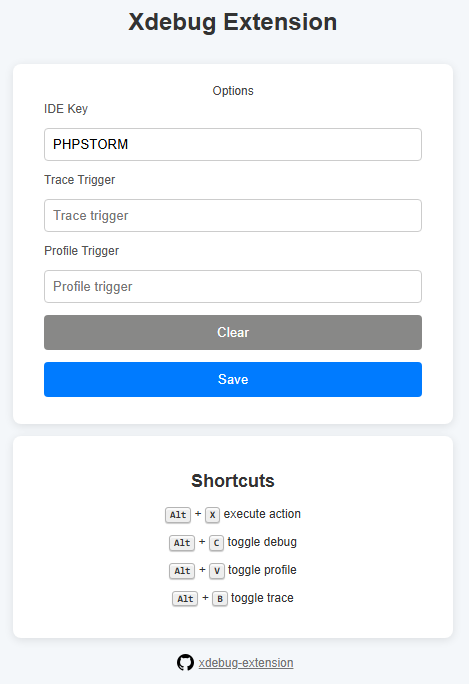 Xdebug Extension
Options
IDE Key
PHPSTORM
Trace Trigger
Trace trigger
Profile Trigger
Profile trigger
Clear
Save
Shortcuts
Alt + X execute action
Alt + C toggle debug
Alt + V toggle profile
Alt + B toggle trace
xdebug-extension